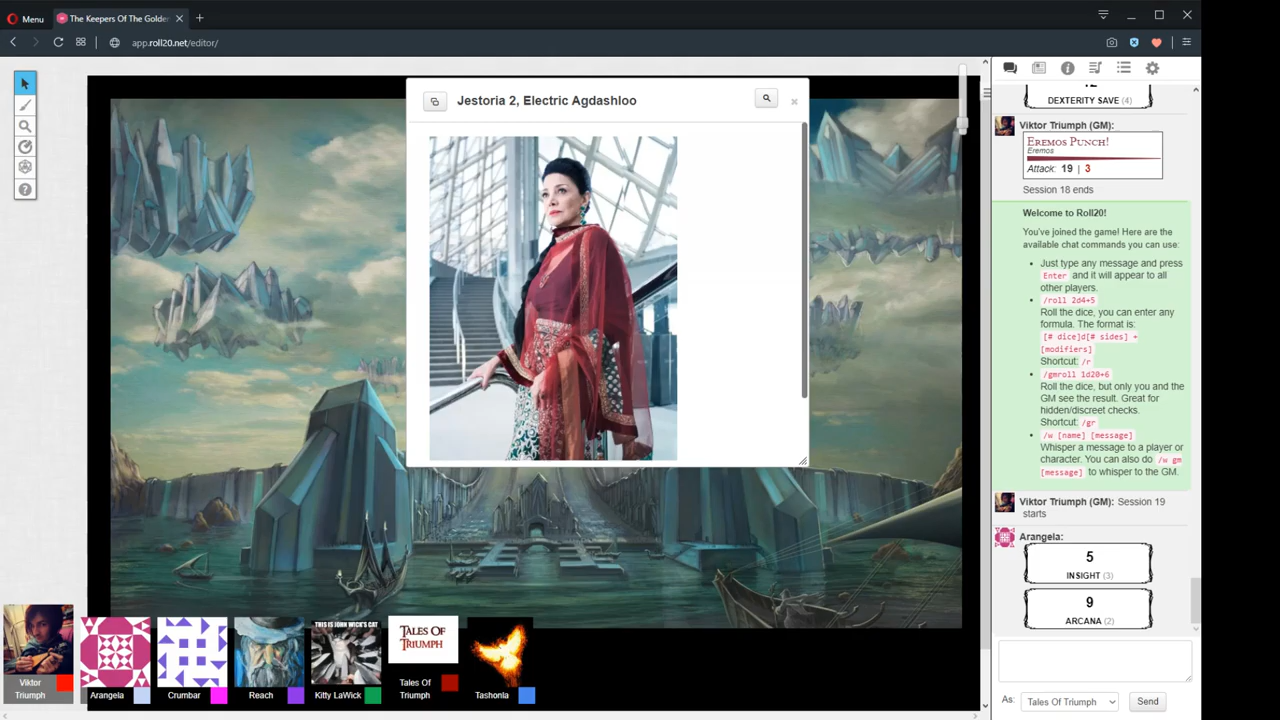 Menu
The Keepers Of The Golden
app.roll20.net/editor/
Jestoria 2, Electric Agdashloo
DEXTERITY SAVE (4)
Viktor Triumph (GM):
EREMOS PUNCH!
Eremos
Attack: 19 | 3
Session 18 ends
Welcome to Roll20!
You've joined the game! Here are the
available chat commands you can use:
Just type any message and press
Enter and it will appear to all
other players.
/roll 2d4+5
Roll the dice, you can enter any
formula. The format is:
[# dice]d[# sides] +
[modifiers]
Shortcut: /r
/gmroll 1d20+6
Roll the dice, but only you and the
GM see the result. Great for
hidden/discreet checks.
Shortcut: /gr
/w [name] [message]
Whisper a message to a player or
character. You can also do /w gm
[message] to whisper to the GM.
Viktor Triumph (GM): Session 19
starts
Arangela:
5
INSIGHT (3)
9
ARCANA (2)
As:
Tales Of Triumph
Send
Viktor
Triumph
Arangela
Crumbar
Reach
THIS IS JOHN WICK'S CAT
Kitty LaWick
TALES OF
TRIUMPH
Tales Of
Triumph
Tashonla